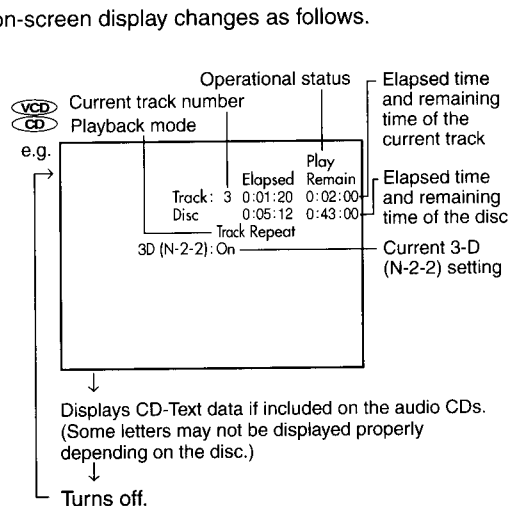 on-screen display changes as follows.
Operational status
VCD
CD
Current track number
Playback mode
e.g.
Elapsed time
and remaining
time of the
current track
Play
Elapsed Remain
Track: 3 0:01:20 0:02:00
Disc 0:05:12 0:43:00
Track Repeat
3D (N-2-2): On
Elapsed time
and remaining
time of the disc
Current 3-D
(N-2-2) setting
Displays CD-Text data if included on the audio CDs.
(Some letters may not be displayed properly
depending on the disc.)
Turns off.